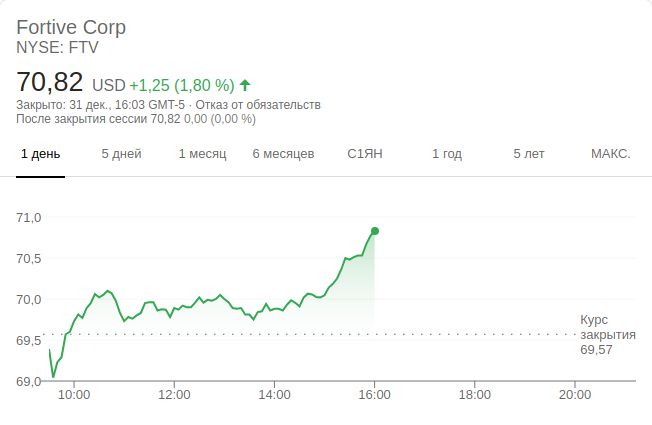 Fortive Corp
NYSE: FTV
70,82 USD +1,25 (1,80 %)
Закрыто: 31 дек., 16:03 GMT-5 · Отказ от обязательств
После закрытия сессии 70,82 0,00 (0,00 %)
1 день 5 дней 1 месяц 6 месяцев С1ЯН 1 год 5 лет МАКС.
71,0
70,5
70,0
69,5
69,0
Курс
закрытия
69,57
10:00 12:00 14:00 16:00 18:00 20:00